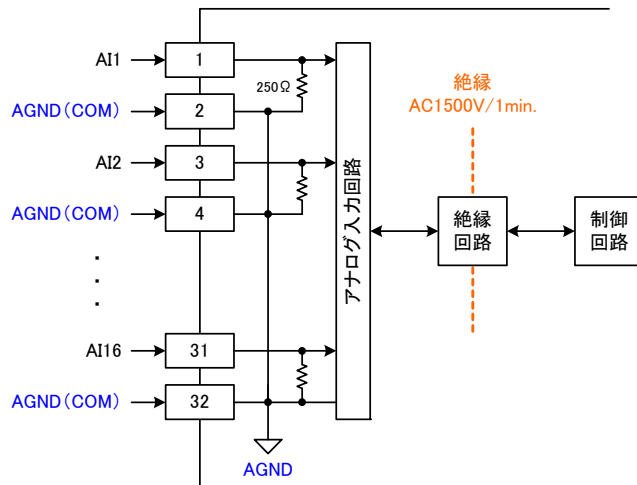 AI1
1
250Ω
AGND(COM)
2
AI2
3
AGND(COM)
4
AI16
31
AGND(COM)
32
AGND
アナログ入力回路
絶縁
AC1500V/1min.
絶縁
回路
制御
回路